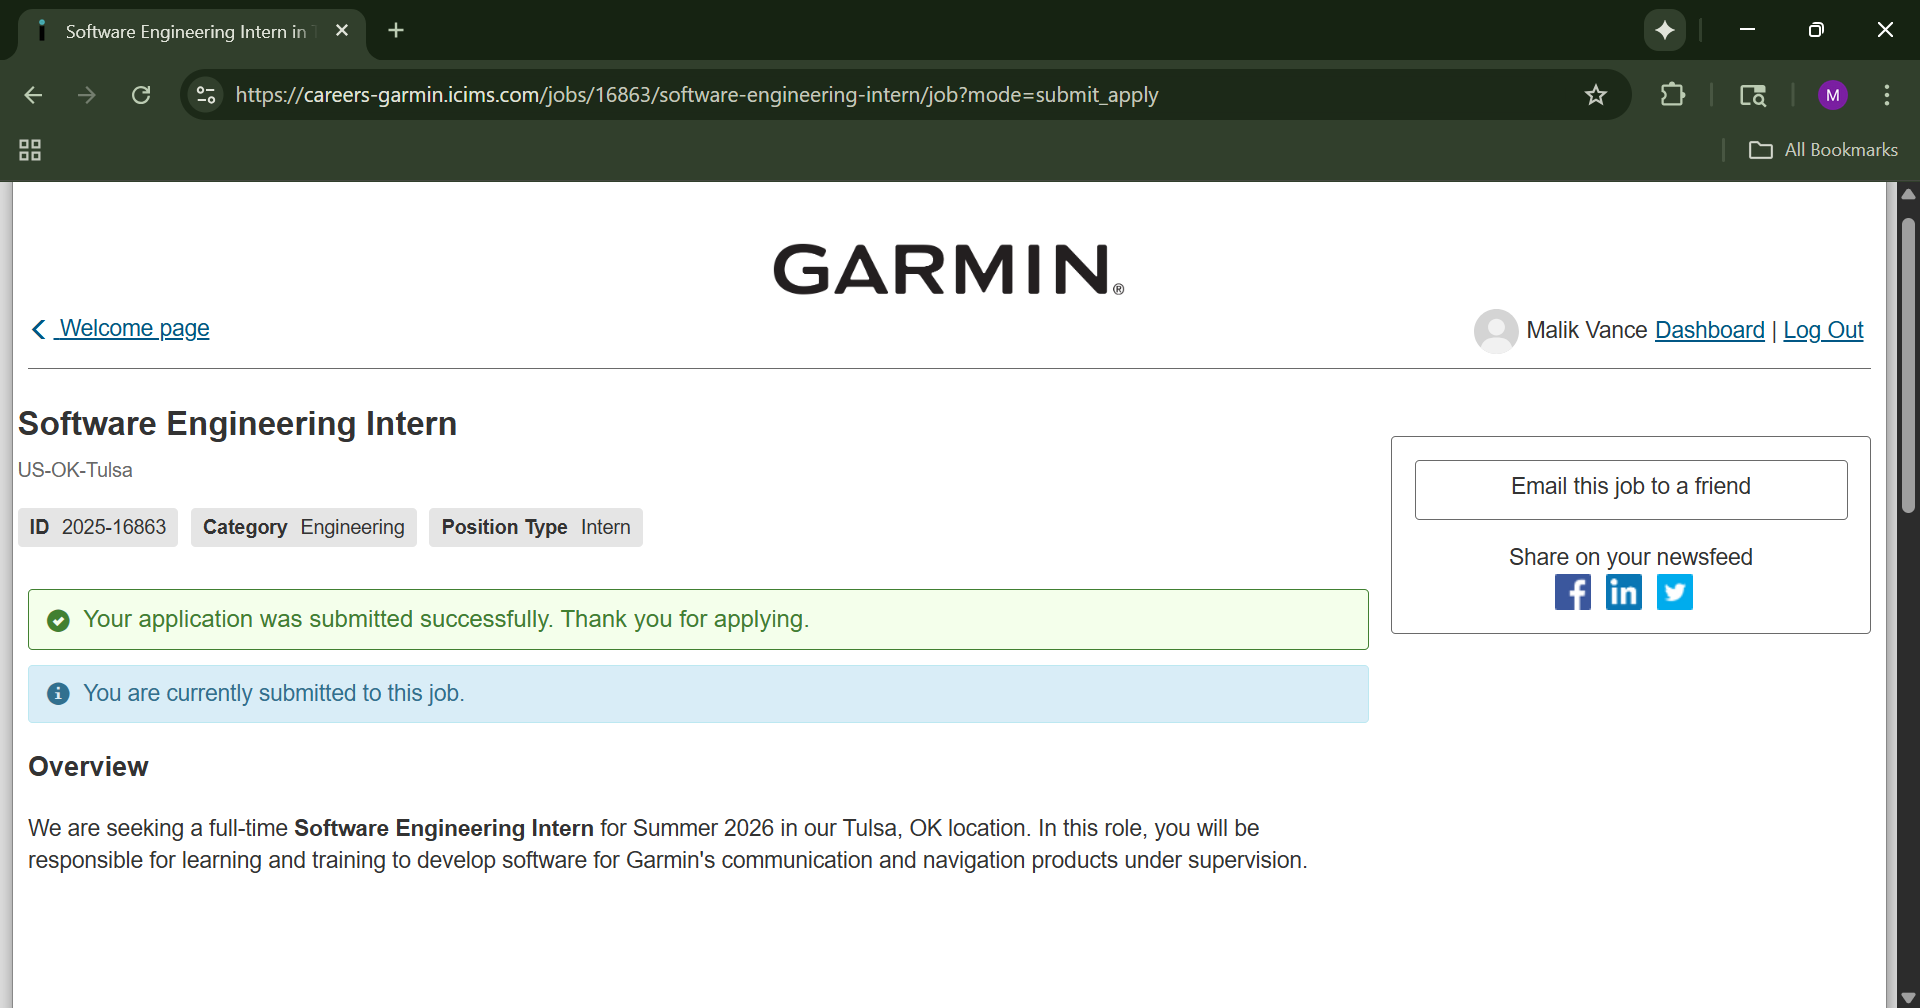 Software Engineering Intern in
https://careers-garmin.icims.com/jobs/16863/software-engineering-intern/job?mode=submit_apply
M
All Bookmarks
GARMIN®
Welcome page
Malik Vance Dashboard | Log Out
Software Engineering Intern
US-OK-Tulsa
ID 2025-16863 Category Engineering Position Type Intern
Email this job to a friend
Share on your newsfeed
f in
Your application was submitted successfully. Thank you for applying.
You are currently submitted to this job.
Overview
We are seeking a full-time Software Engineering Intern for Summer 2026 in our Tulsa, OK location. In this role, you will be
responsible for learning and training to develop software for Garmin's communication and navigation products under supervision.